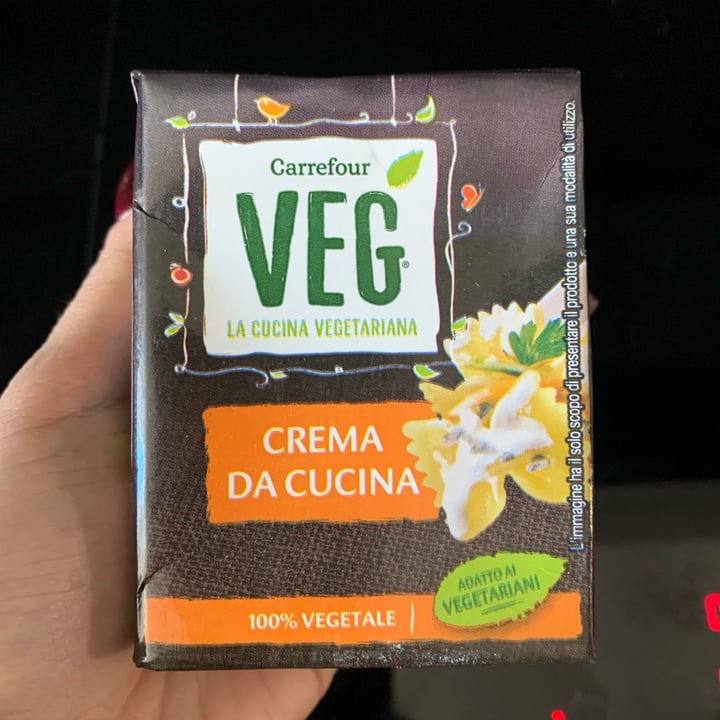 Carrefour
VEG®
LA CUCINA VEGETARIANA
CREMA
DA CUCINA
100% VEGETALE
ADATTO AI
VEGETARIANI
L'immagine ha il solo scopo di presentare il prodotto e una sua modalità di utilizzo.